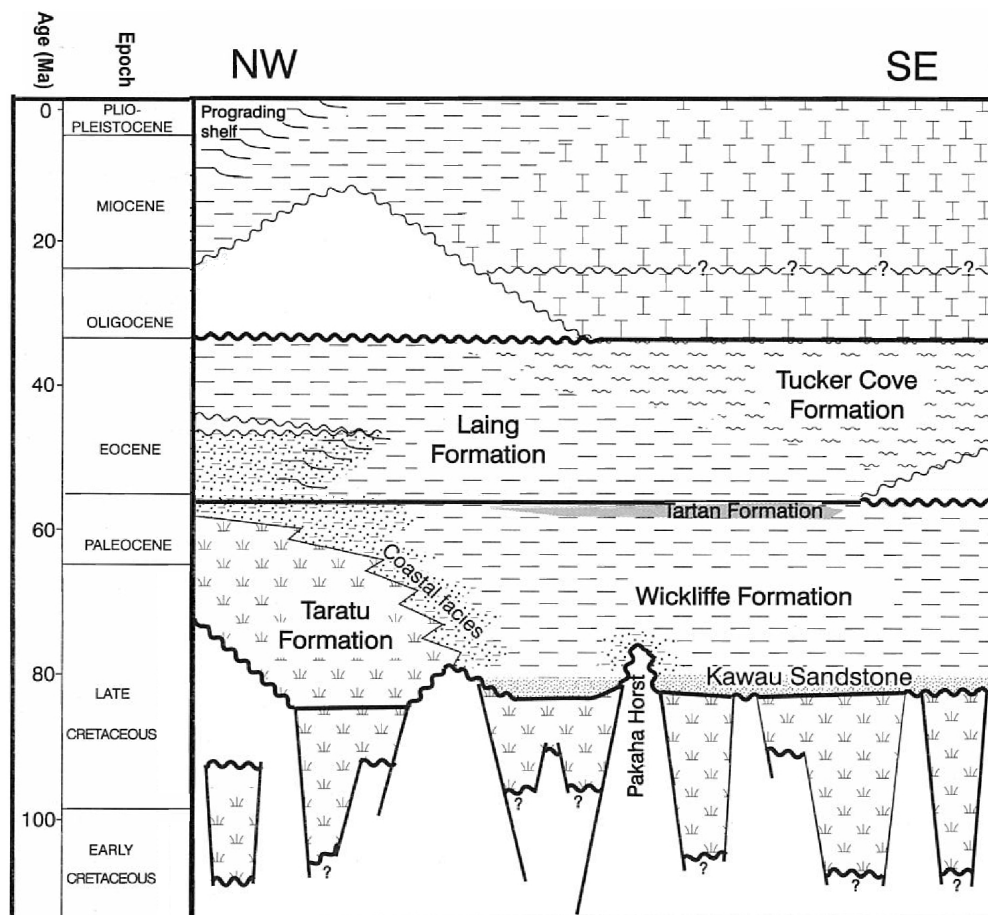 Age (Ma)
Epoch
NW
SE
0
PLIO-
PLEISTOCENE
Prograding
shelf
MIOCENE
20
?
?
?
?
OLIGOCENE
40
Tucker Cove
Formation
Laing
Formation
EOCENE
Tartan Formation
60
PALEOCENE
Coastal facies
Wickliffe Formation
Taratu
Formation
80
Kawau Sandstone
LATE
CRETACEOUS
Pakaha Horst
?
?
100
?
?
EARLY
CRETACEOUS
?
?